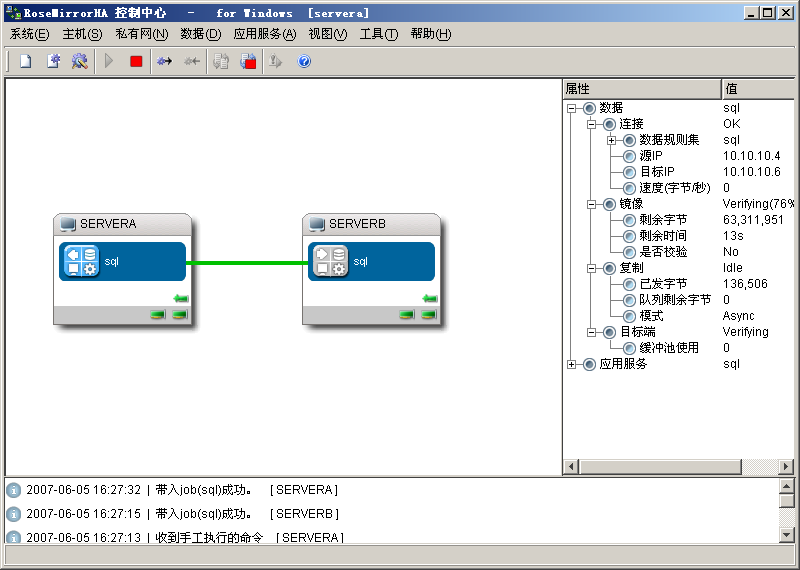 RoseMirrorHA 控制中心 - for Windows [servera]
系统(E) 主机(S) 私有网(N) 数据(D) 应用服务(A) 视图(V) 工具(T) 帮助(H)
属性 值
数据 sql
连接 OK
数据规则集 sql
源IP 10.10.10.4
目标IP 10.10.10.6
速度(字节/秒) 0
镜像 Verifying(76%
剩余字节 63,311,951
剩余时间 13s
是否校验 No
复制 Idle
已发字节 136,506
队列剩余字节 0
模式 Async
目标端 Verifying
缓冲池使用 0
应用服务 sql
SERVERA
sql
SERVERB
sql
2007-06-05 16:27:32 | 带入job(sql)成功。 [SERVERA]
2007-06-05 16:27:15 | 带入job(sql)成功。 [SERVERB]
2007-06-05 16:27:13 | 收到手工执行的命令 [SERVERA]